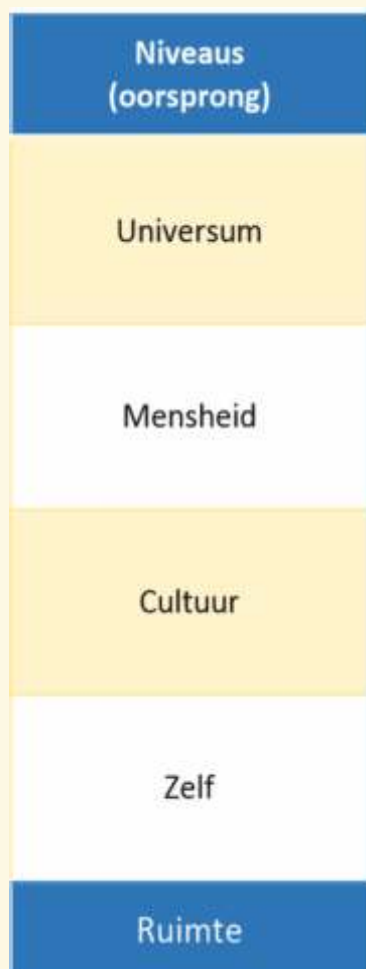 Niveaus
(oorsprong)
Universum
Mensheid
Cultuur
Zelf
Ruimte